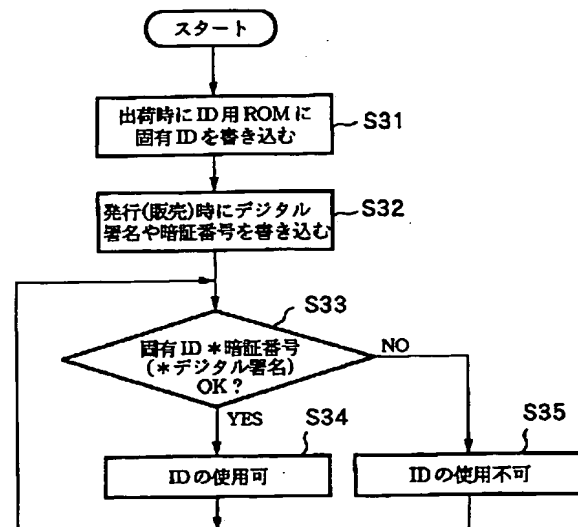 スタート
出荷時にID用ROMに
固有IDを書き込む
S31
発行(販売)時にデジタル
署名や暗証番号を書き込む
S32
S33
固有ID＊暗証番号
(＊デジタル署名)
OK?
NO
YES
S34
S35
IDの使用可
IDの使用不可